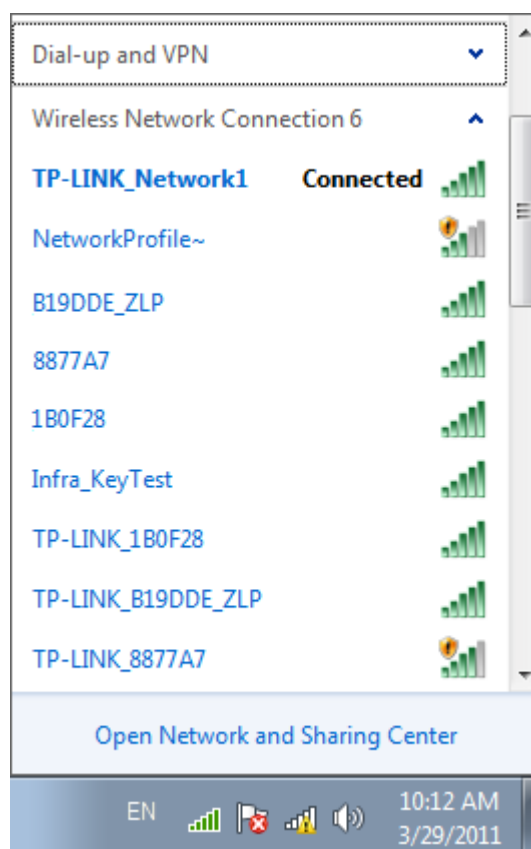 Dial-up and VPN
Wireless Network Connection 6
TP-LINK_Network1 Connected
NetworkProfile~
B19DDE_ZLP
8877A7
1B0F28
Infra_KeyTest
TP-LINK_1B0F28
TP-LINK_B19DDE_ZLP
TP-LINK_8877A7
Open Network and Sharing Center
EN
10:12 AM
3/29/2011